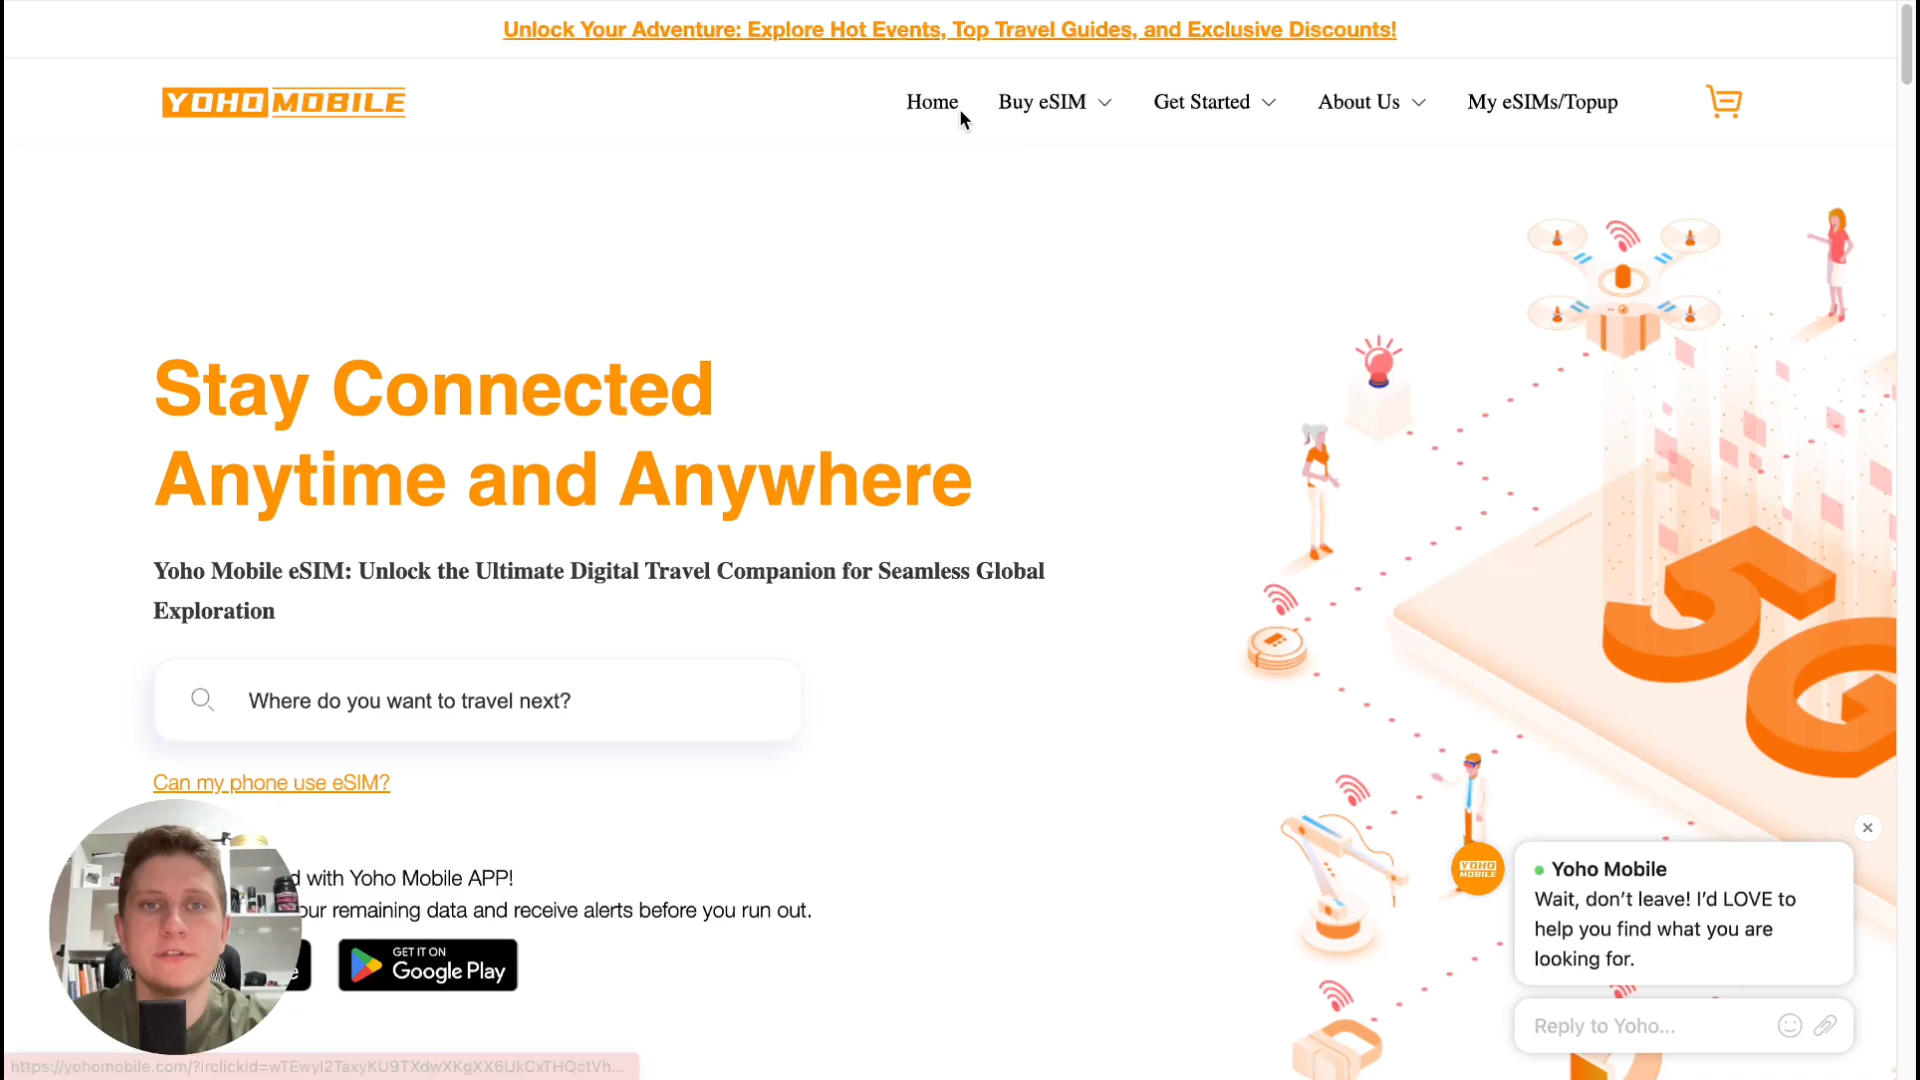 Unlock Your Adventure: Explore Hot Events, Top Travel Guides, and Exclusive Discounts!
YOHO MOBILE
Home
Buy eSIM
Get Started
About Us
My eSIMs/Topup
Stay Connected
Anytime and Anywhere
Yoho Mobile eSIM: Unlock the Ultimate Digital Travel Companion for Seamless Global
Exploration
Where do you want to travel next?
Can my phone use eSIM?
d with Yoho Mobile APP!
our remaining data and receive alerts before you run out.
GET IT ON
Google Play
5G
YOHO
MOBILE
Yoho Mobile
Wait, don’t leave! I’d LOVE to
help you find what you are
looking for.
Reply to Yoho...